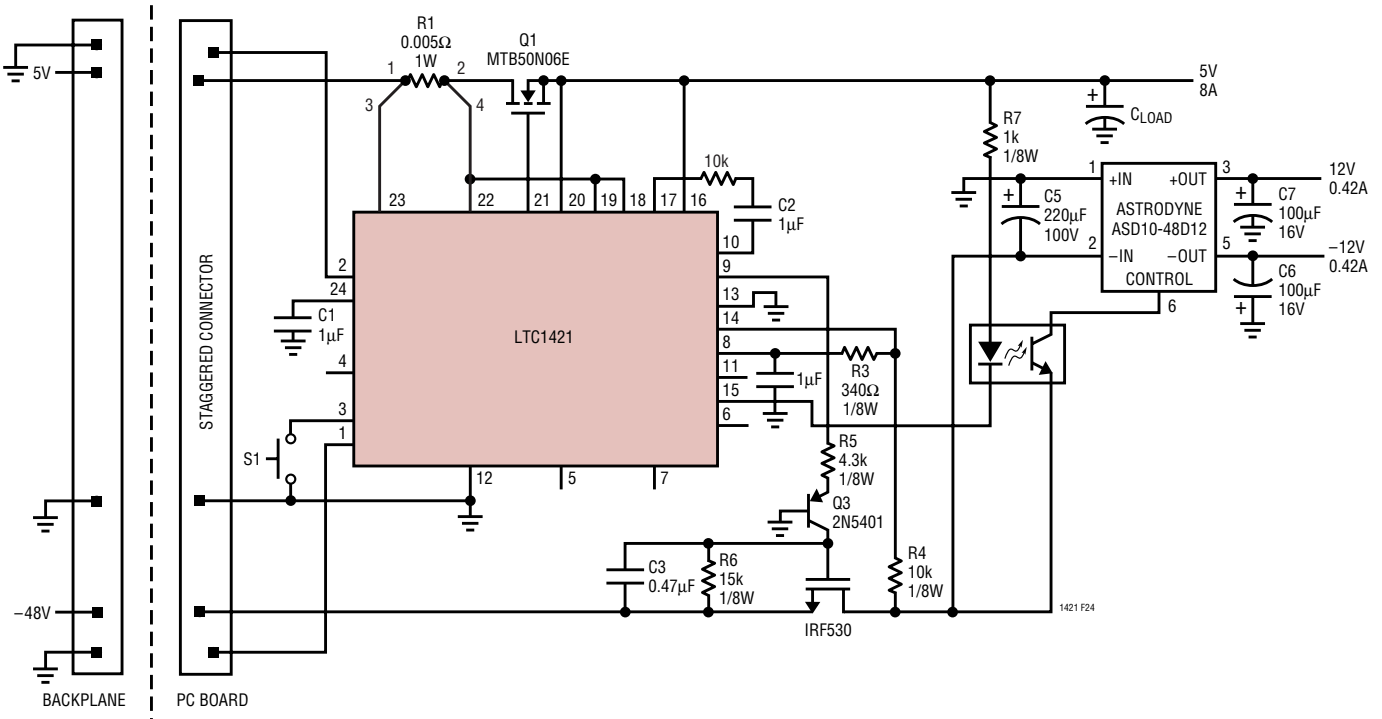 R1
0.005Ω
1W
Q1
MTB50N06E
5V
8A
5V
1
2
3
4
R7
1k
1/8W
+
CLOAD
10k
1
+IN
+OUT
3
12V
0.42A
+
C5
220µF
100V
ASTRODYNE
ASD10-48D12
+
C7
100µF
16V
2
–IN
–OUT
5
–12V
0.42A
CONTROL
C6
100µF
16V
+
6
23
22
21
20
19
18
17
16
C2
1µF
10
9
13
14
8
11
15
6
2
24
C1
1µF
4
3
1
S1
LTC1421
STAGGERED CONNECTOR
1µF
R3
340Ω
1/8W
12
5
7
R5
4.3k
1/8W
Q3
2N5401
C3
0.47µF
R6
15k
1/8W
R4
10k
1/8W
–48V
IRF530
1421 F24
BACKPLANE
PC BOARD